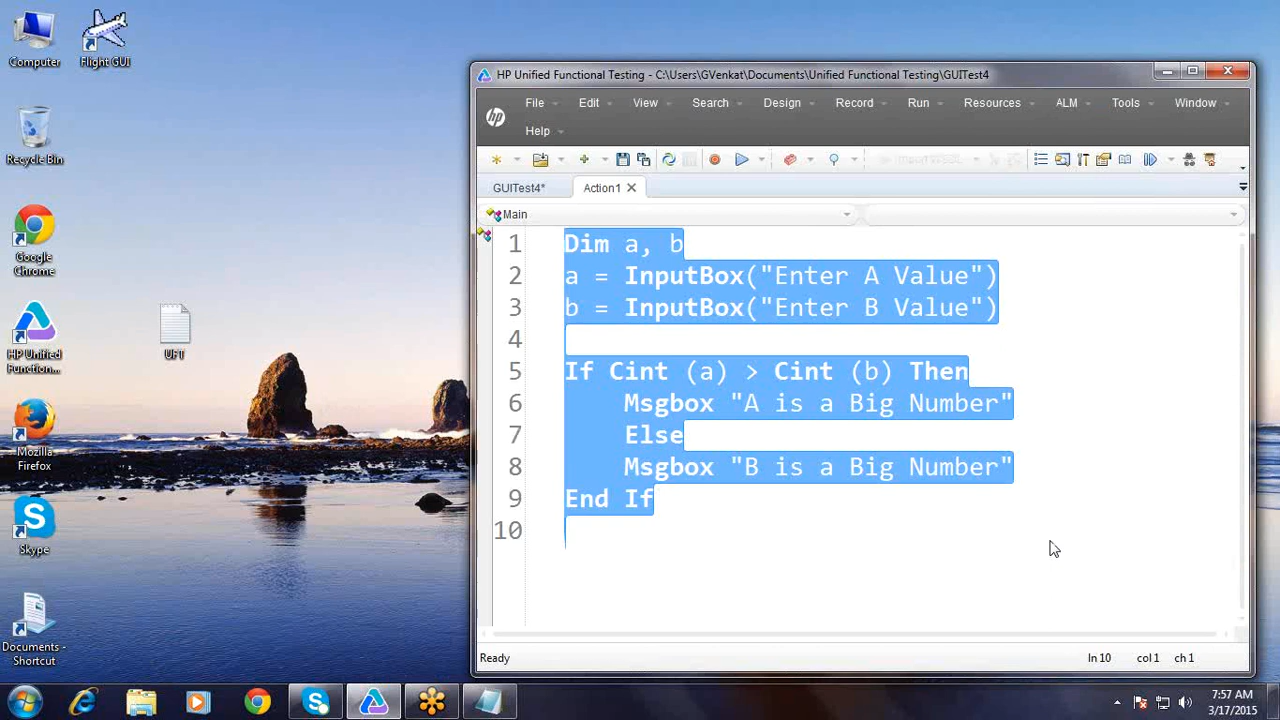 Computer
Flight GUI
Recycle Bin
Google
Chrome
HP Unified
Function...
UFT
Mozilla
Firefox
Skype
Documents -
Shortcut
HP Unified Functional Testing - C:\Users\GVenkat\Documents\Unified Functional Testing\GUITest4
hp
File Edit View Search Design Record Run Resources ALM Tools Window
Help
GUITest4* Action1
Main
1 Dim a, b
2 a = InputBox("Enter A Value")
3 b = InputBox("Enter B Value")
4
5 If Cint (a) > Cint (b) Then
6 Msgbox "A is a Big Number"
7 Else
8 Msgbox "B is a Big Number"
9 End If
10
Ready Ln 10 col 1 ch 1
7:57 AM
3/17/2015